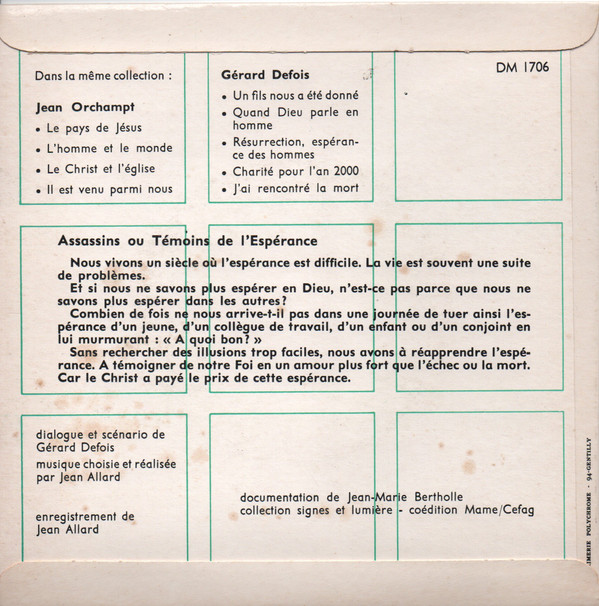 Dans la même collection :
Jean Orchampt
• Le pays de Jésus
• L'homme et le monde
• Le Christ et l'église
• Il est venu parmi nous
Gérard Defois
• Un fils nous a été donné
• Quand Dieu parle en
homme
• Résurrection, espéran-
ce des hommes
• Charité pour l'an 2000
• J'ai rencontré la mort
DM 1706
Assassins ou Témoins de l'Espérance
Nous vivons un siècle où l'espérance est difficile. La vie est souvent une suite
de problèmes.
Et si nous ne savons plus espérer en Dieu, n'est-ce pas parce que nous ne
savons plus espérer dans les autres?
Combien de fois ne nous arrive-t-il pas dans une journée de tuer ainsi l'es-
pérance d'un jeune, d'un collègue de travail, d'un enfant ou d'un conjoint en
lui murmurant : « A quoi bon? »
Sans rechercher des illusions trop faciles, nous avons à réapprendre l'espé-
rance. A témoigner de notre Foi en un amour plus fort que l'échec ou la mort.
Car le Christ a payé le prix de cette espérance.
dialogue et scénario de
Gérard Defois
musique choisie et réalisée
par Jean Allard
enregistrement de
Jean Allard
documentation de Jean-Marie Bertholle
collection signes et lumière - coédition Mame/Cefag
IMERIE POLYCHROME - 94-GENTILLY